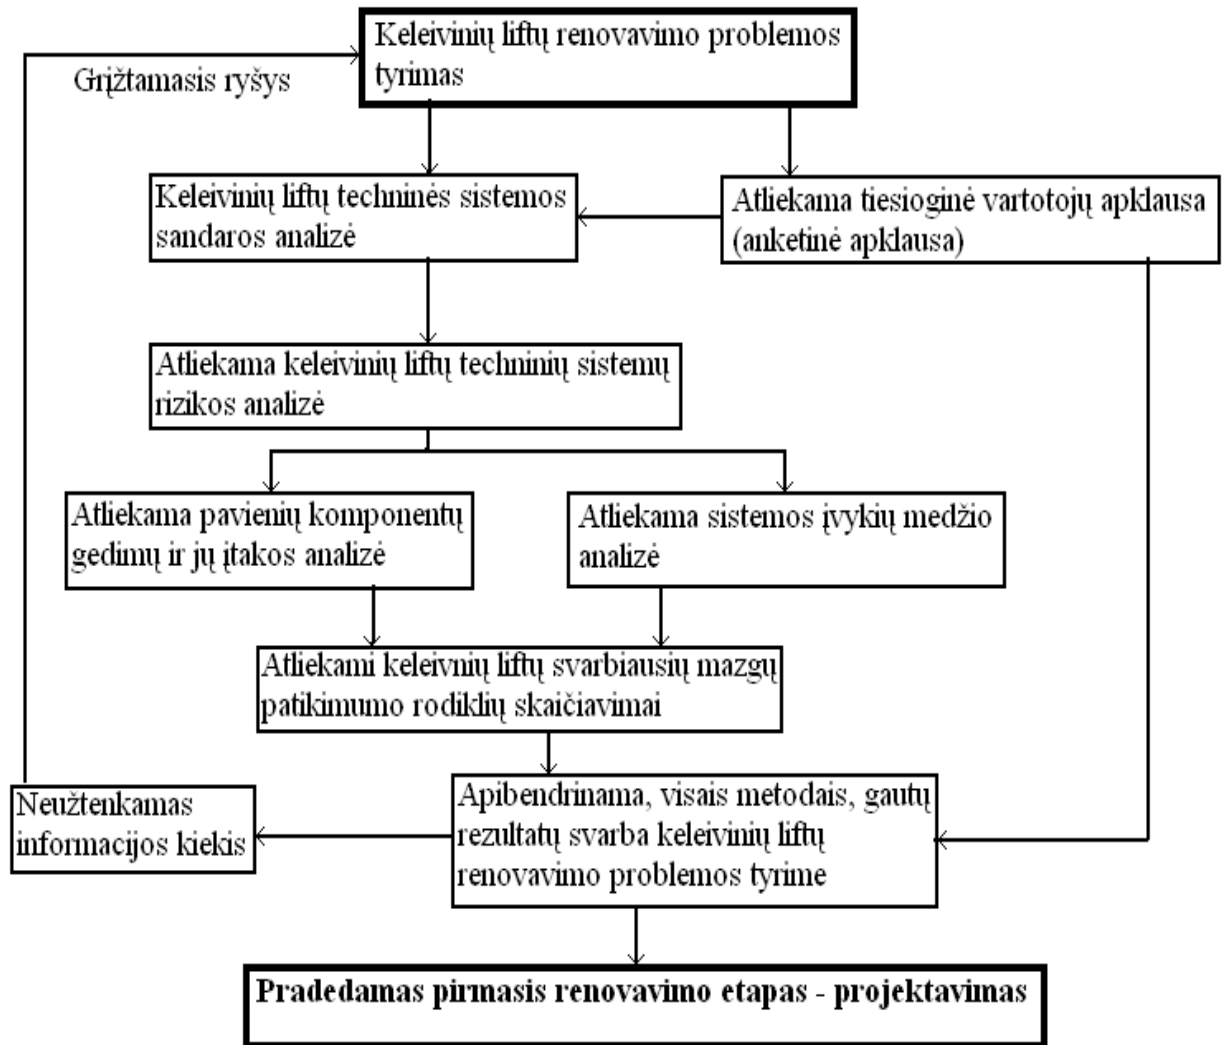 Keleivinių liftų renovavimo problemos
tyrimas
Grįžtamasis ryšys
Keleivinių liftų techninės sistemos
sandaros analizė
Atliekama tiesioginė vartotojų apklausa
(anketinė apklausa)
Atliekama keleivinių liftų techninių sistemų
rizikos analizė
Atliekama pavienių komponentų
gedimų ir jų įtakos analizė
Atliekama sistemos įvykių medžio
analizė
Atliekami keleivnių liftų svarbiausių mazgų
patikimumo rodiklių skaičiavimai
Neužtenkamas
informacijos kiekis
Apibendrinama, visais metodais, gautų
rezultatų svarba keleivinių liftų
renovavimo problemos tyrime
Pradedamas pirmasis renovavimo etapas - projektavimas